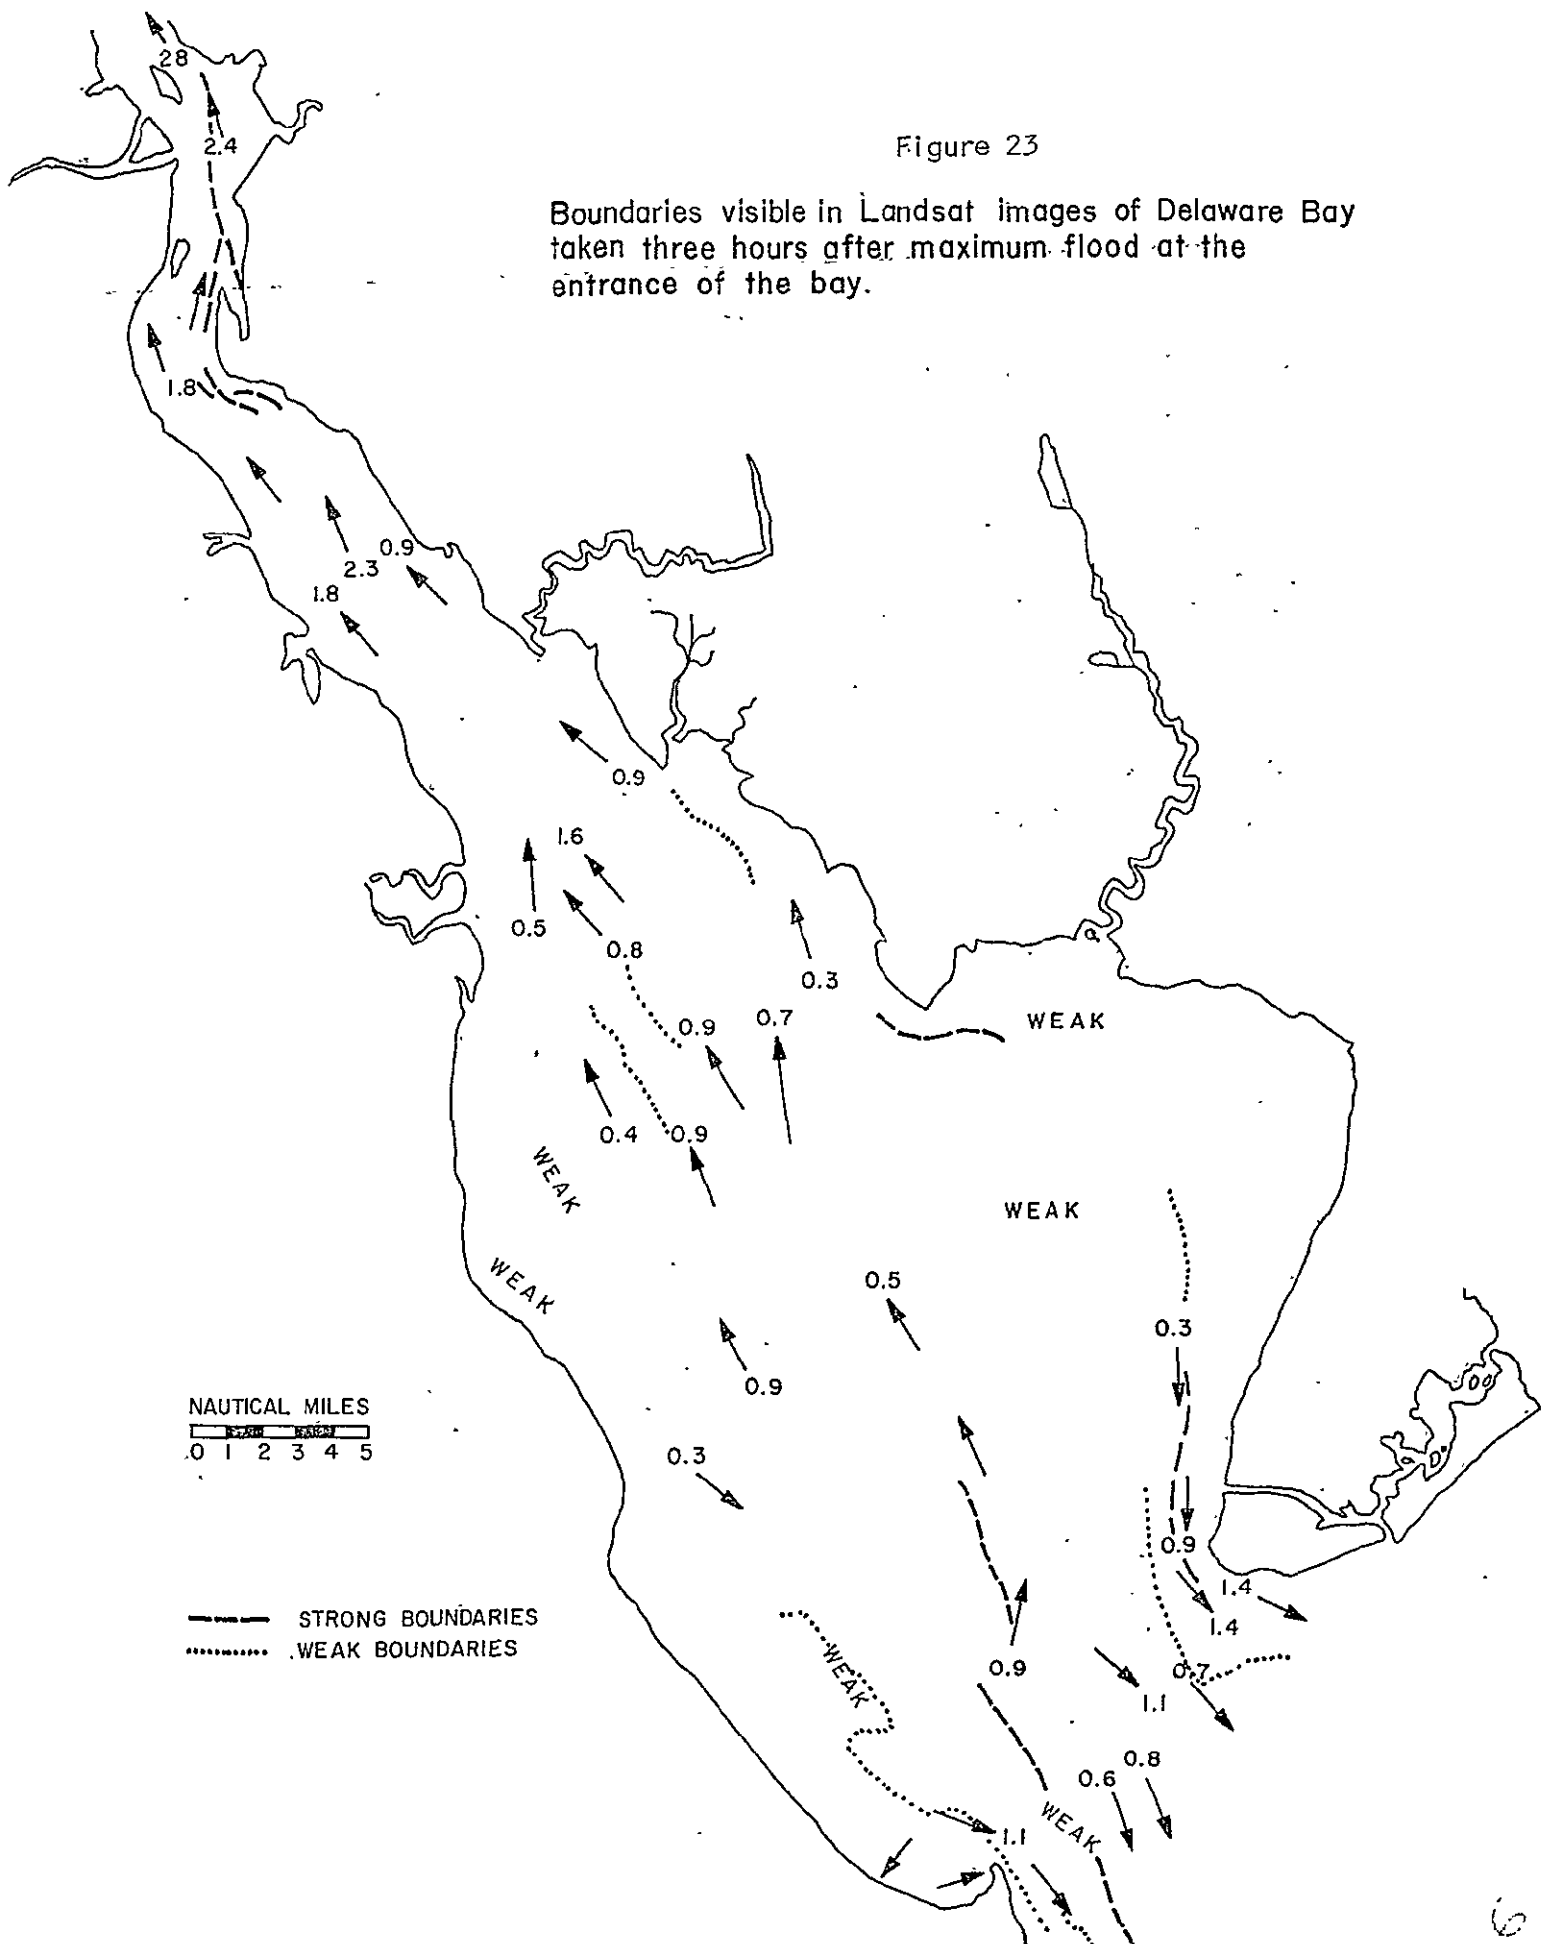 28
2.4
Figure 23
Boundaries visible in Landsat images of Delaware Bay
taken three hours after maximum flood at the
entrance of the bay.
1.8
0.9
2.3
1.8
0.9
1.6
0.5
0.8
0.3
0.9
0.7
WEAK
0.4
0.9
WEAK
WEAK
WEAK
0.5
0.3
0.9
NAUTICAL MILES
0 1 2 3 4 5
0.3
0.9
1.4
1.4
STRONG BOUNDARIES
WEAK BOUNDARIES
WEAK
0.9
0.7
1.1
0.8
0.6
WEAK
1.1